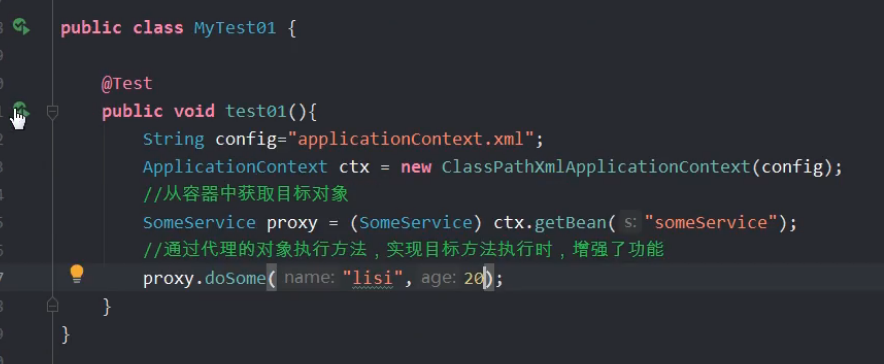 public class MyTest01 {
@Test
public void test01(){
String config="applicationContext.xml";
ApplicationContext ctx = new ClassPathXmlApplicationContext(config);
//从容器中获取目标对象
SomeService proxy = (SomeService) ctx.getBean( s: "someService");
//通过代理的对象执行方法，实现目标方法执行时，增强了功能
proxy.doSome( name: "lisi", age: 20);
}
}